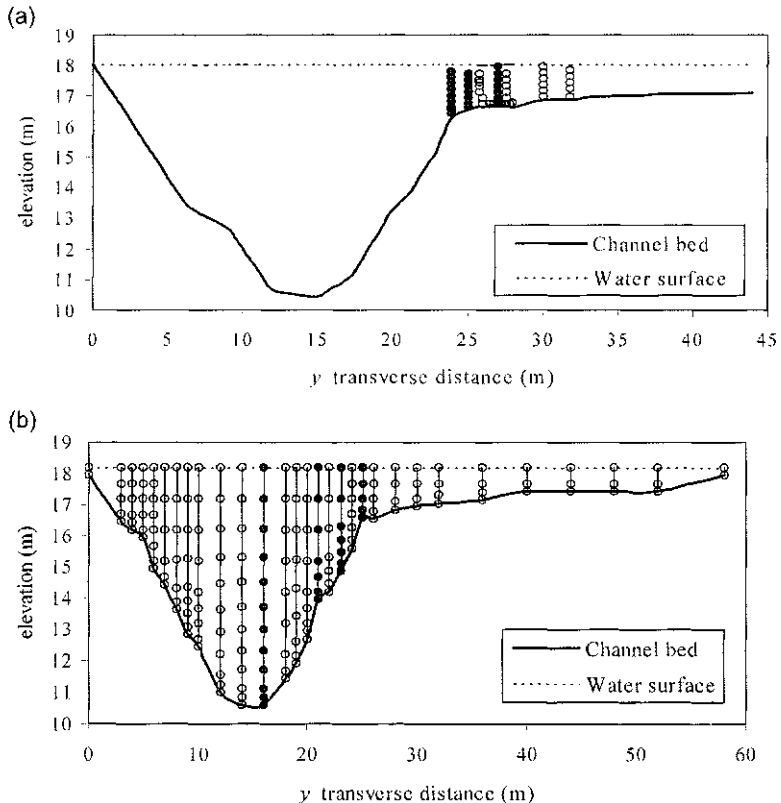 (a)
19
18
17
16
15
14
13
12
11
10
elevation (m)
Channel bed
Water surface
0 5 10 15 20 25 30 35 40 45
y transverse distance (m)
(b)
19
18
17
16
15
14
13
12
11
10
elevation (m)
Channel bed
Water surface
0 10 20 30 40 50 60
y transverse distance (m)